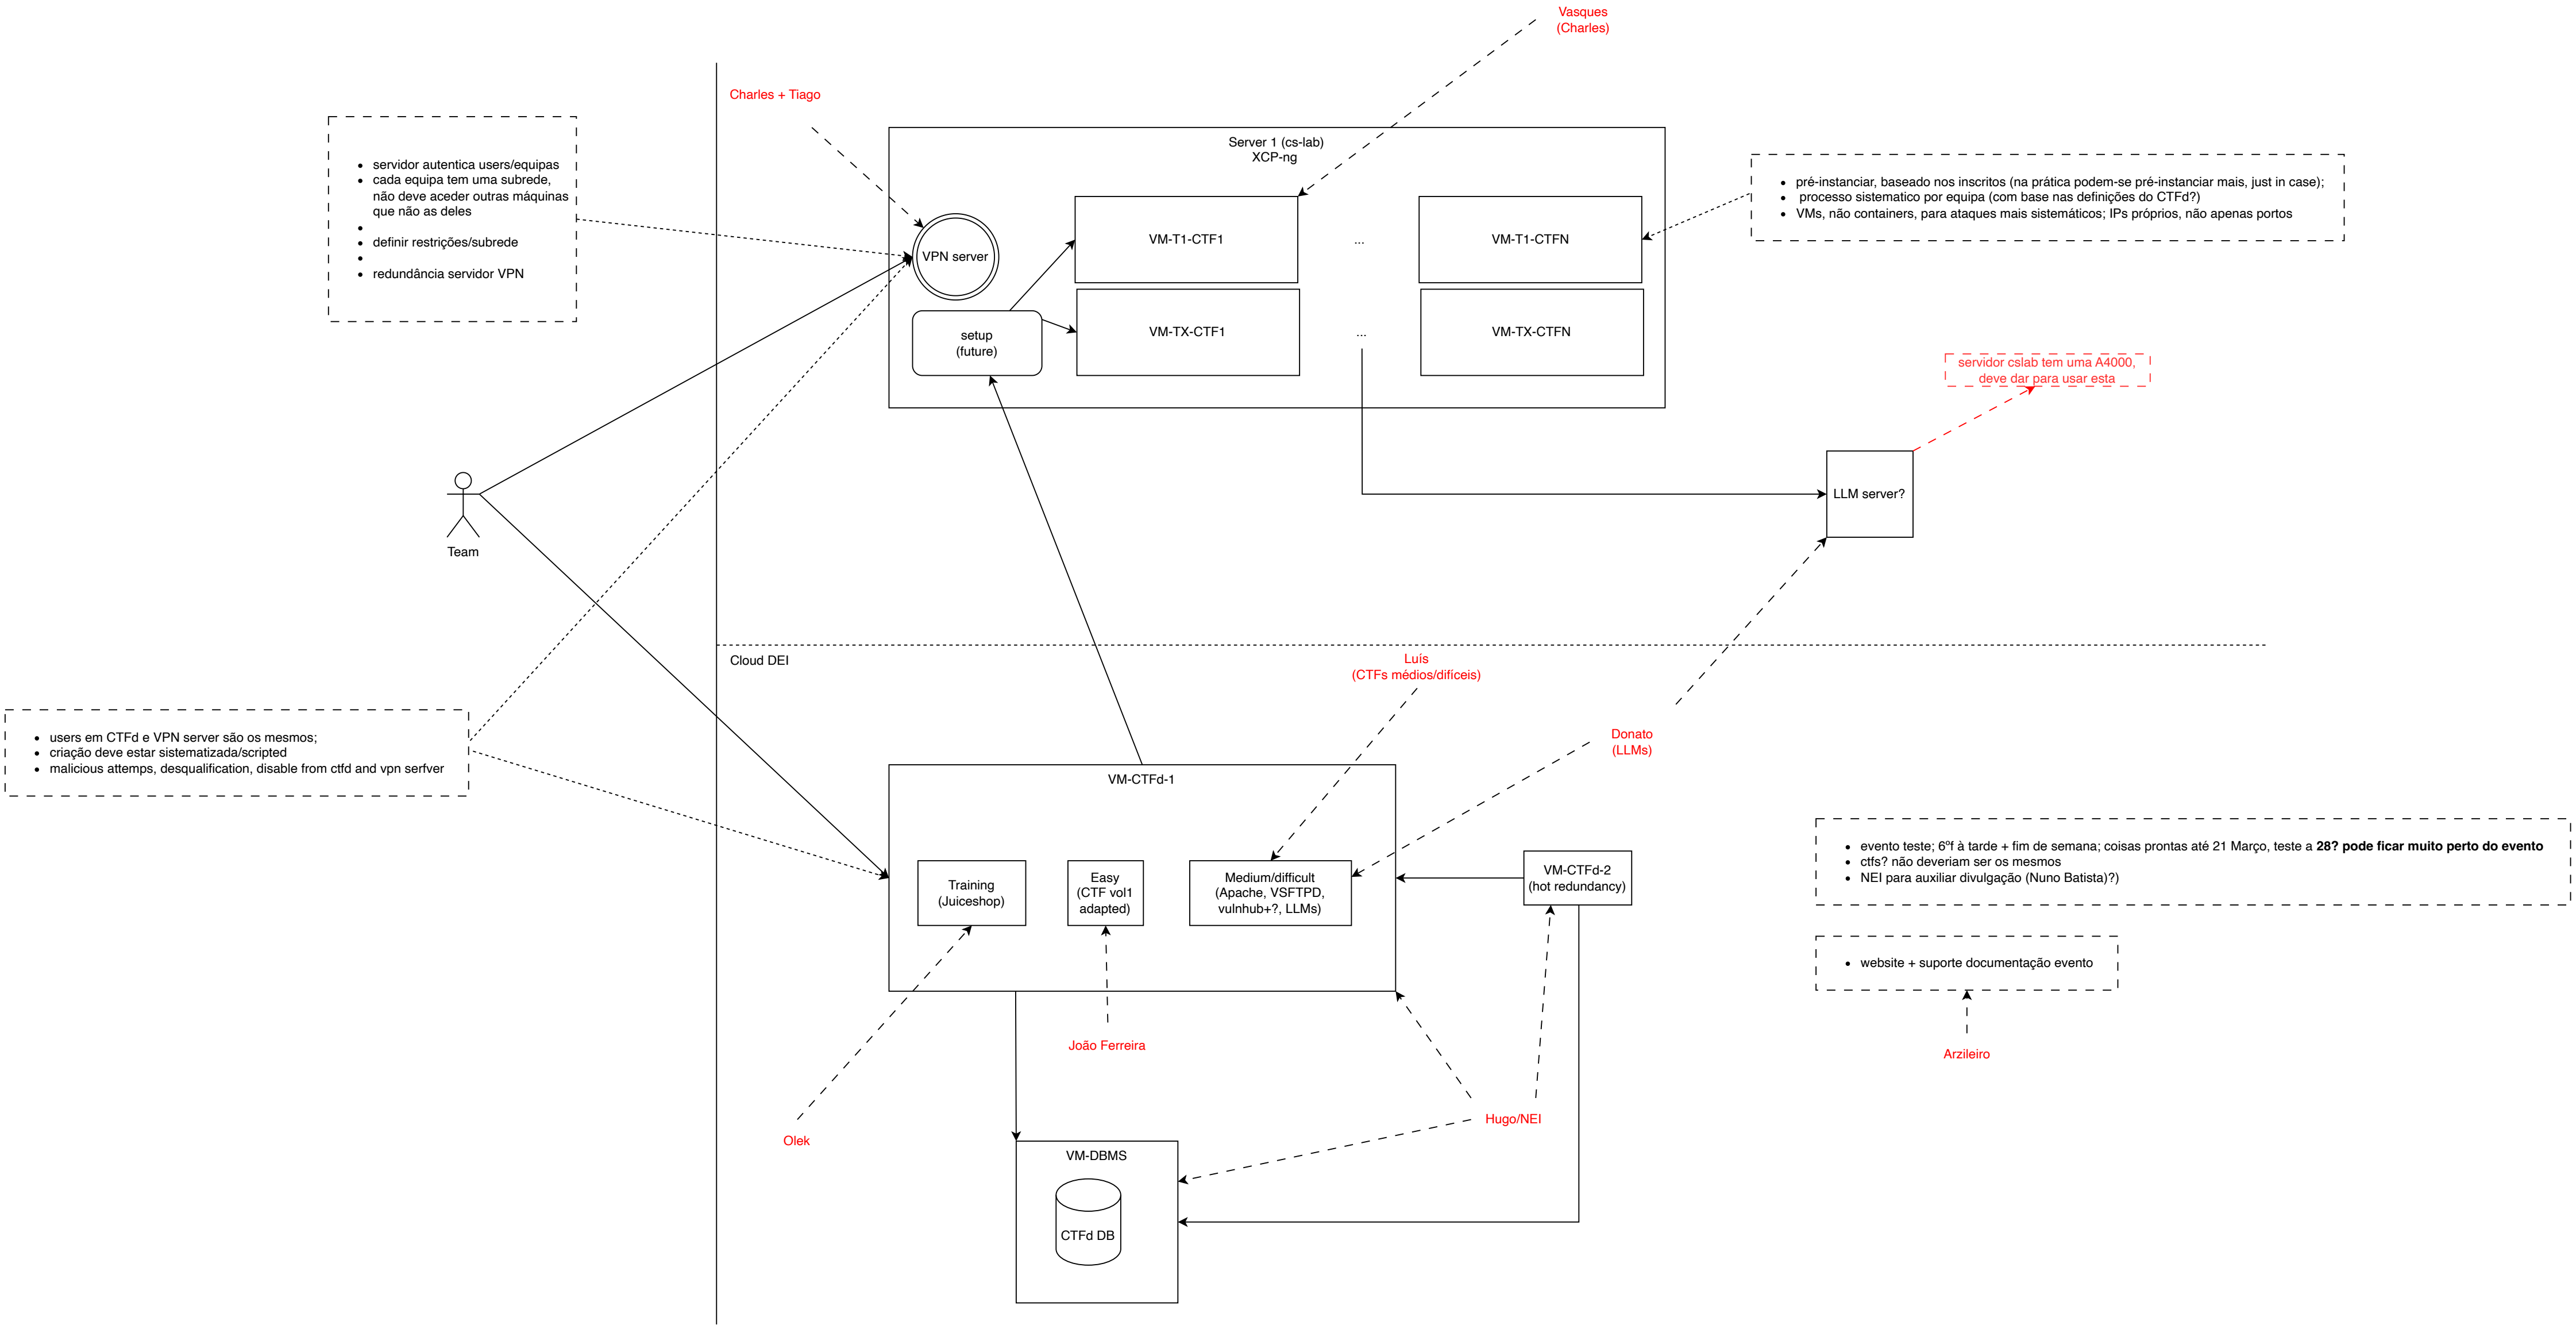 Vasques
(Charles)
Charles + Tiago
Server 1 (cs-lab)
XCP-ng
servidor autentica users/equipas
cada equipa tem uma subrede,
não deve aceder outras máquinas
que não as deles
definir restrições/subrede
redundância servidor VPN
VPN server
VM-T1-CTF1
...
VM-T1-CTFN
pré-instanciar, baseado nos inscritos (na prática podem-se pré-instanciar mais, just in case);
processo sistematico por equipa (com base nas definições do CTFd?)
VMs, não containers, para ataques mais sistemáticos; IPs próprios, não apenas portos
setup
(future)
VM-TX-CTF1
...
VM-TX-CTFN
servidor cslab tem uma A4000,
deve dar para usar esta
LLM server?
Team
Cloud DEI
Luís
(CTFs médios/difíceis)
Donato
(LLMs)
users em CTFd e VPN server são os mesmos;
criação deve estar sistematizada/scripted
malicious attemps, desqualification, disable from ctfd and vpn serfver
VM-CTFd-1
Training
(Juiceshop)
Easy
(CTF vol1
adapted)
Medium/difficult
(Apache, VSFTPD,
vulnhub+?, LLMs)
VM-CTFd-2
(hot redundancy)
evento teste; 6ºf à tarde + fim de semana; coisas prontas até 21 Março, teste a 28? pode ficar muito perto do evento
ctfs? não deveriam ser os mesmos
NEI para auxiliar divulgação (Nuno Batista)?)
website + suporte documentação evento
João Ferreira
Arzileiro
Hugo/NEI
Olek
VM-DBMS
CTFd DB